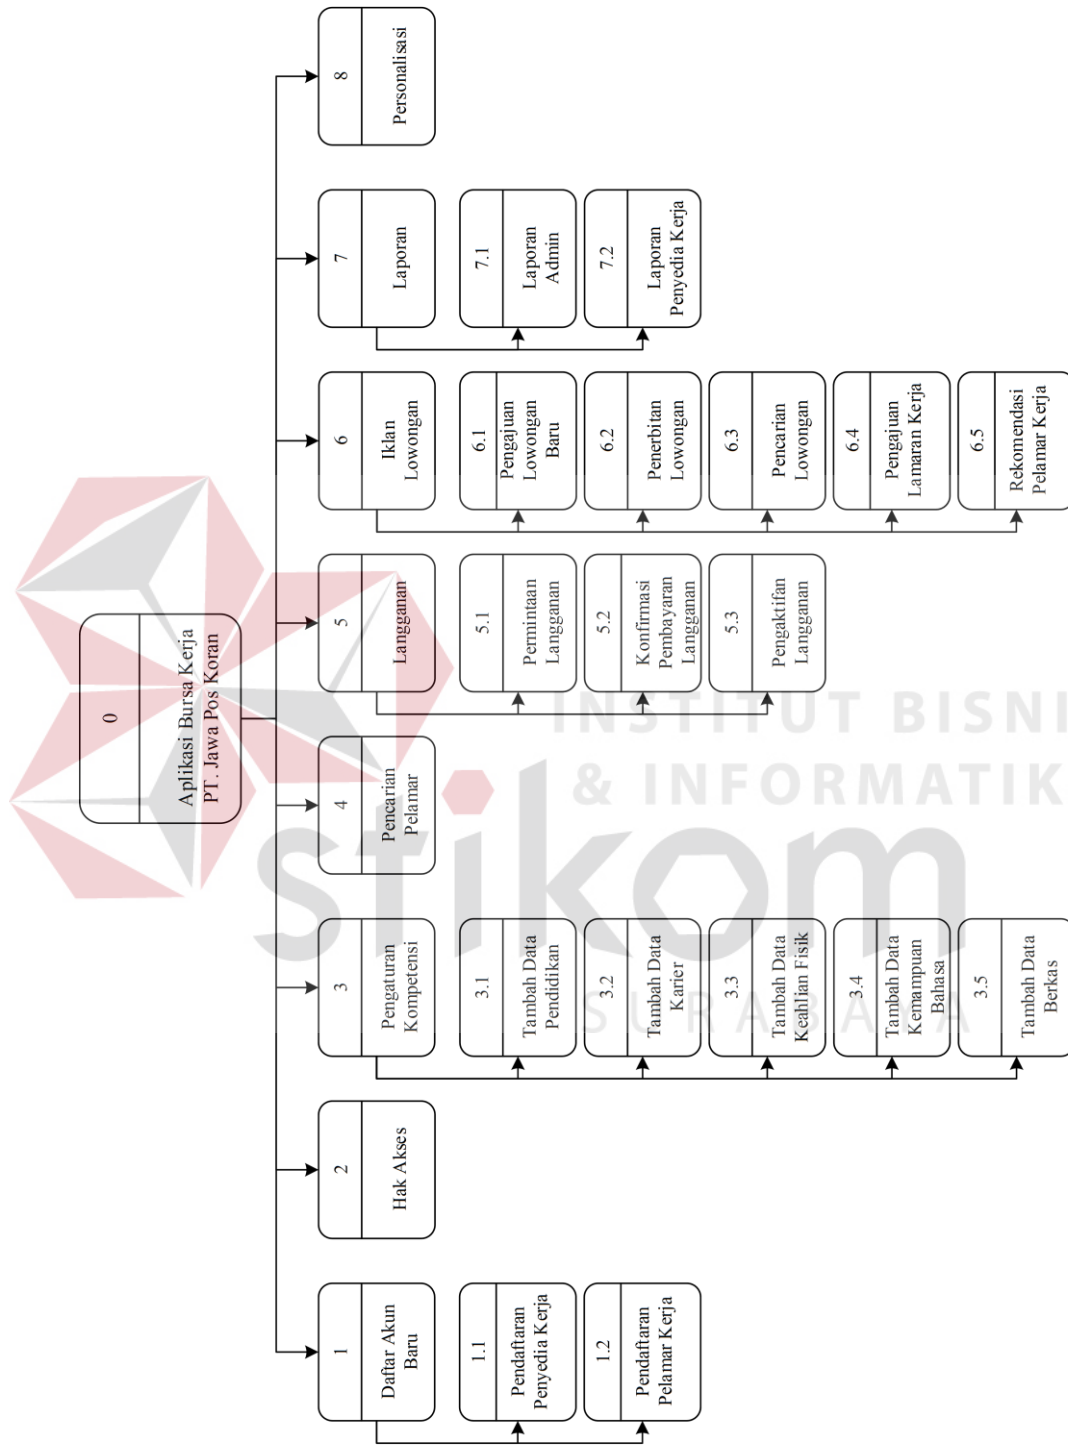 0
Aplikasi Bursa Kerja
PT. Jawa Pos Koran
1
Daftar Akun
Baru
1.1
Pendaftaran
Penyedia Kerja
1.2
Pendaftaran
Pelamar Kerja
2
Hak Akses
3
Pengaturan
Kompetensi
3.1
Tambah Data
Pendidikan
3.2
Tambah Data
Karier
3.3
Tambah Data
Keahlian Fisik
3.4
Tambah Data
Kemampuan
Bahasa
3.5
Tambah Data
Berkas
4
Pencarian
Pelamar
5
Langganan
5.1
Permintaan
Langganan
5.2
Konfirmasi
Pembayaran
Langganan
5.3
Pengaktifan
Langganan
6
Iklan
Lowongan
6.1
Pengajuan
Lowongan
Baru
6.2
Penerbitan
Lowongan
6.3
Pencarian
Lowongan
6.4
Pengajuan
Lamaran Kerja
6.5
Rekomendasi
Pelamar Kerja
7
Laporan
7.1
Laporan
Admin
7.2
Laporan
Penyedia Kerja
8
Personalisasi
INSTITUT BISNI
& INFORMATIK
stikom
SURABAYA